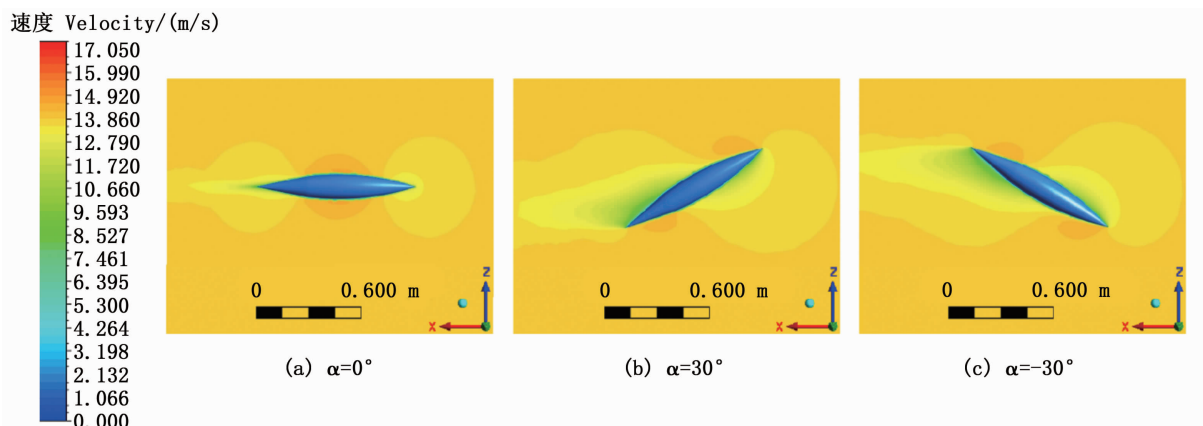 速度 Velocity/(m/s)
17.050
15.990
14.920
13.860
12.790
11.720
10.660
9.593
8.527
7.461
6.395
5.300
4.264
3.198
2.132
1.066
0.000
0 0.600 m
Z
X
(a) α=0°
0 0.600 m
Z
X
(b) α=30°
0 0.600 m
Z
X
(c) α=-30°